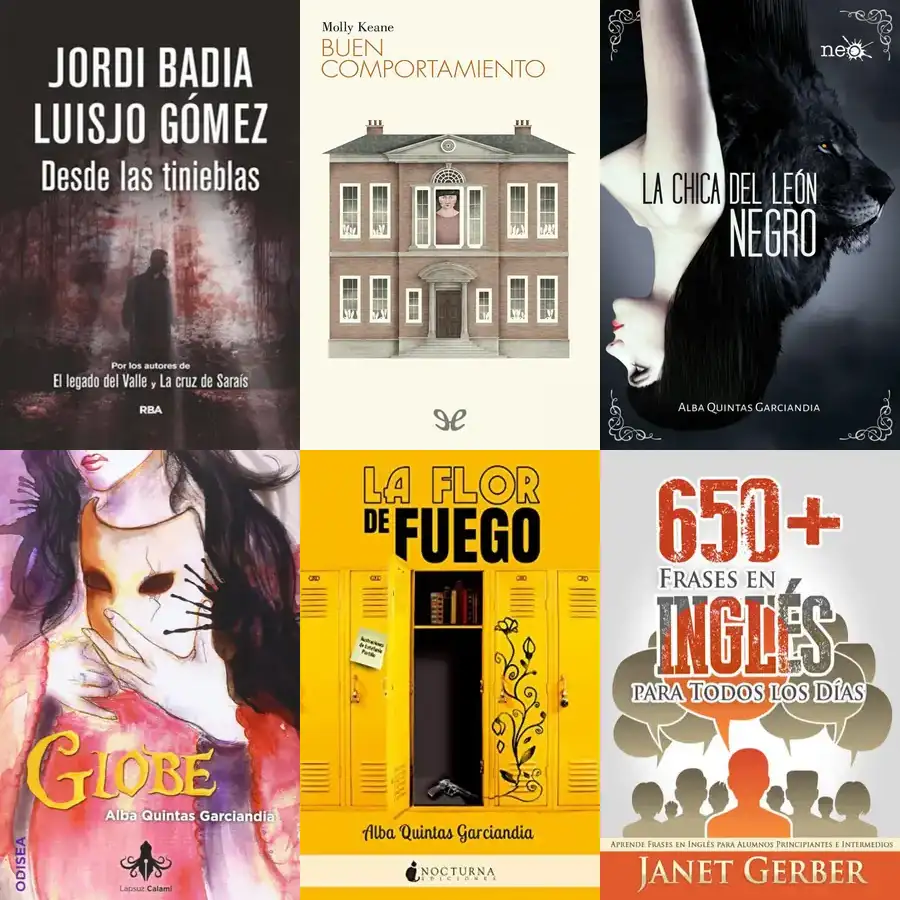 JORDI BADIA
LUISJO GÓMEZ
Desde las tinieblas
Por los autores de
El legado del Valle y La cruz de Saraís
RBA
Molly Keane
BUEN
COMPORTAMIENTO
neo
LA CHICA DEL LEÓN
NEGRO
ALBA QUINTAS GARCIANDIA
GLOBE
Alba Quintas Garciandia
ODISEA
Lapsus Calami
LA FLOR
DE FUEGO
Ilustraciones
de Estefanía
Alba Quintas Garciandia
NOCTURNA
EDICIONES
650+
FRASES EN
INGLÉS
PARA TODOS LOS DÍAS
APRENDE FRASES EN INGLÉS PARA ALUMNOS PRINCIPIANTES E INTERMEDIOS
JANET GERBER